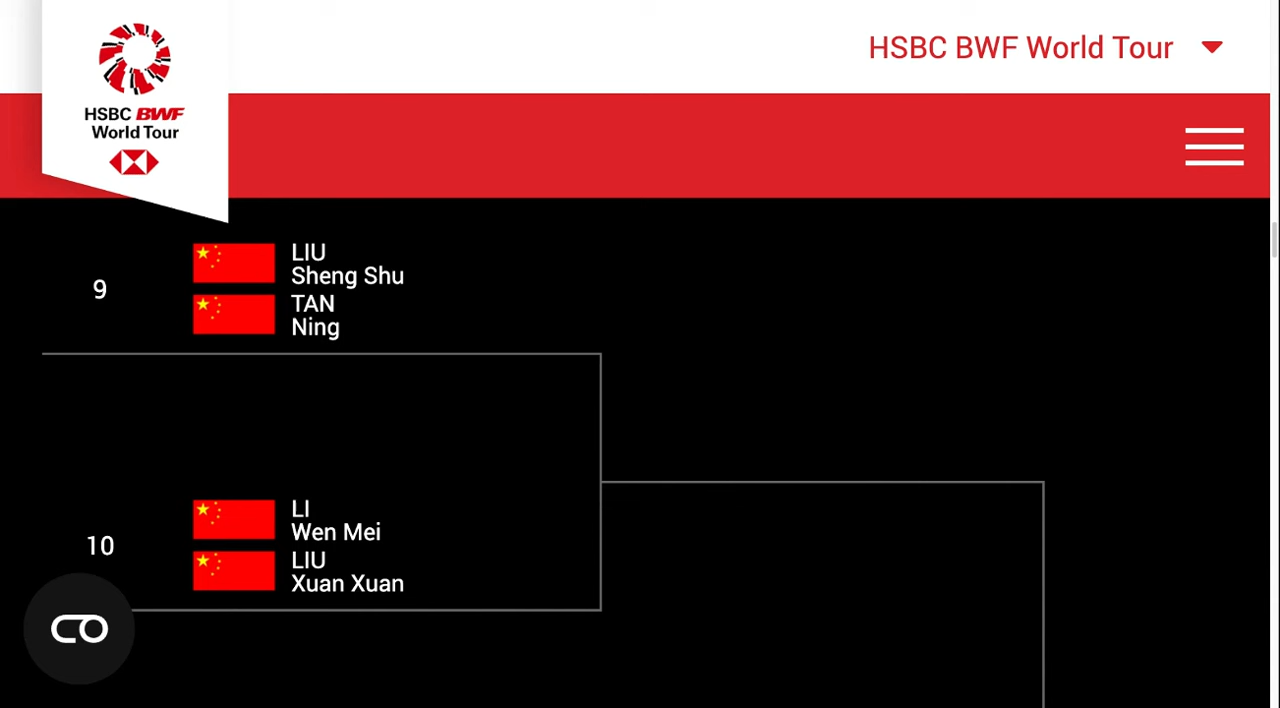 HSBC BWF World Tour
HSBC BWF
World Tour
9
LIU
Sheng Shu
TAN
Ning
10
LI
Wen Mei
LIU
Xuan Xuan